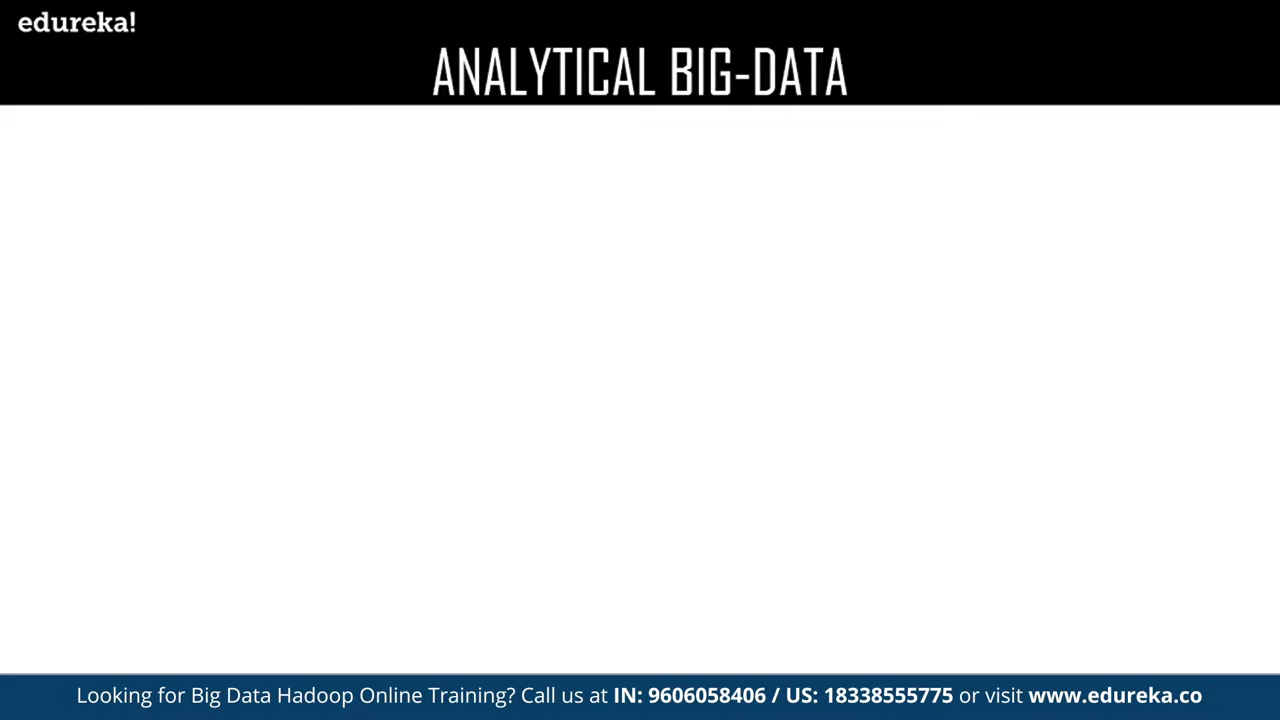 edureka!
ANALYTICAL BIG-DATA
Looking for Big Data Hadoop Online Training? Call us at IN: 9606058406 / US: 18338555775 or visit www.edureka.co